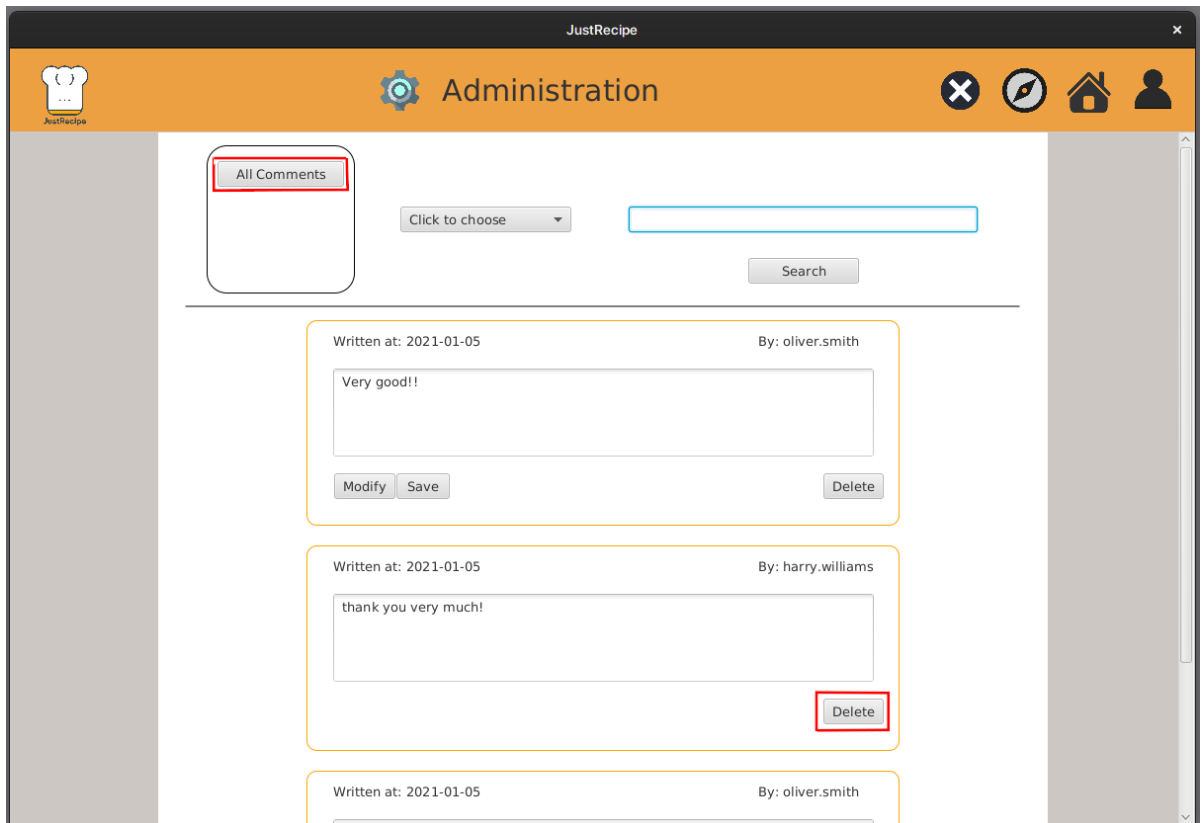 JustRecipe
{ }
...
JustRecipe
Administration
All Comments
Click to choose
Search
Written at: 2021-01-05 By: oliver.smith
Very good!!
Modify Save Delete
Written at: 2021-01-05 By: harry.williams
thank you very much!
Delete
Written at: 2021-01-05 By: oliver.smith